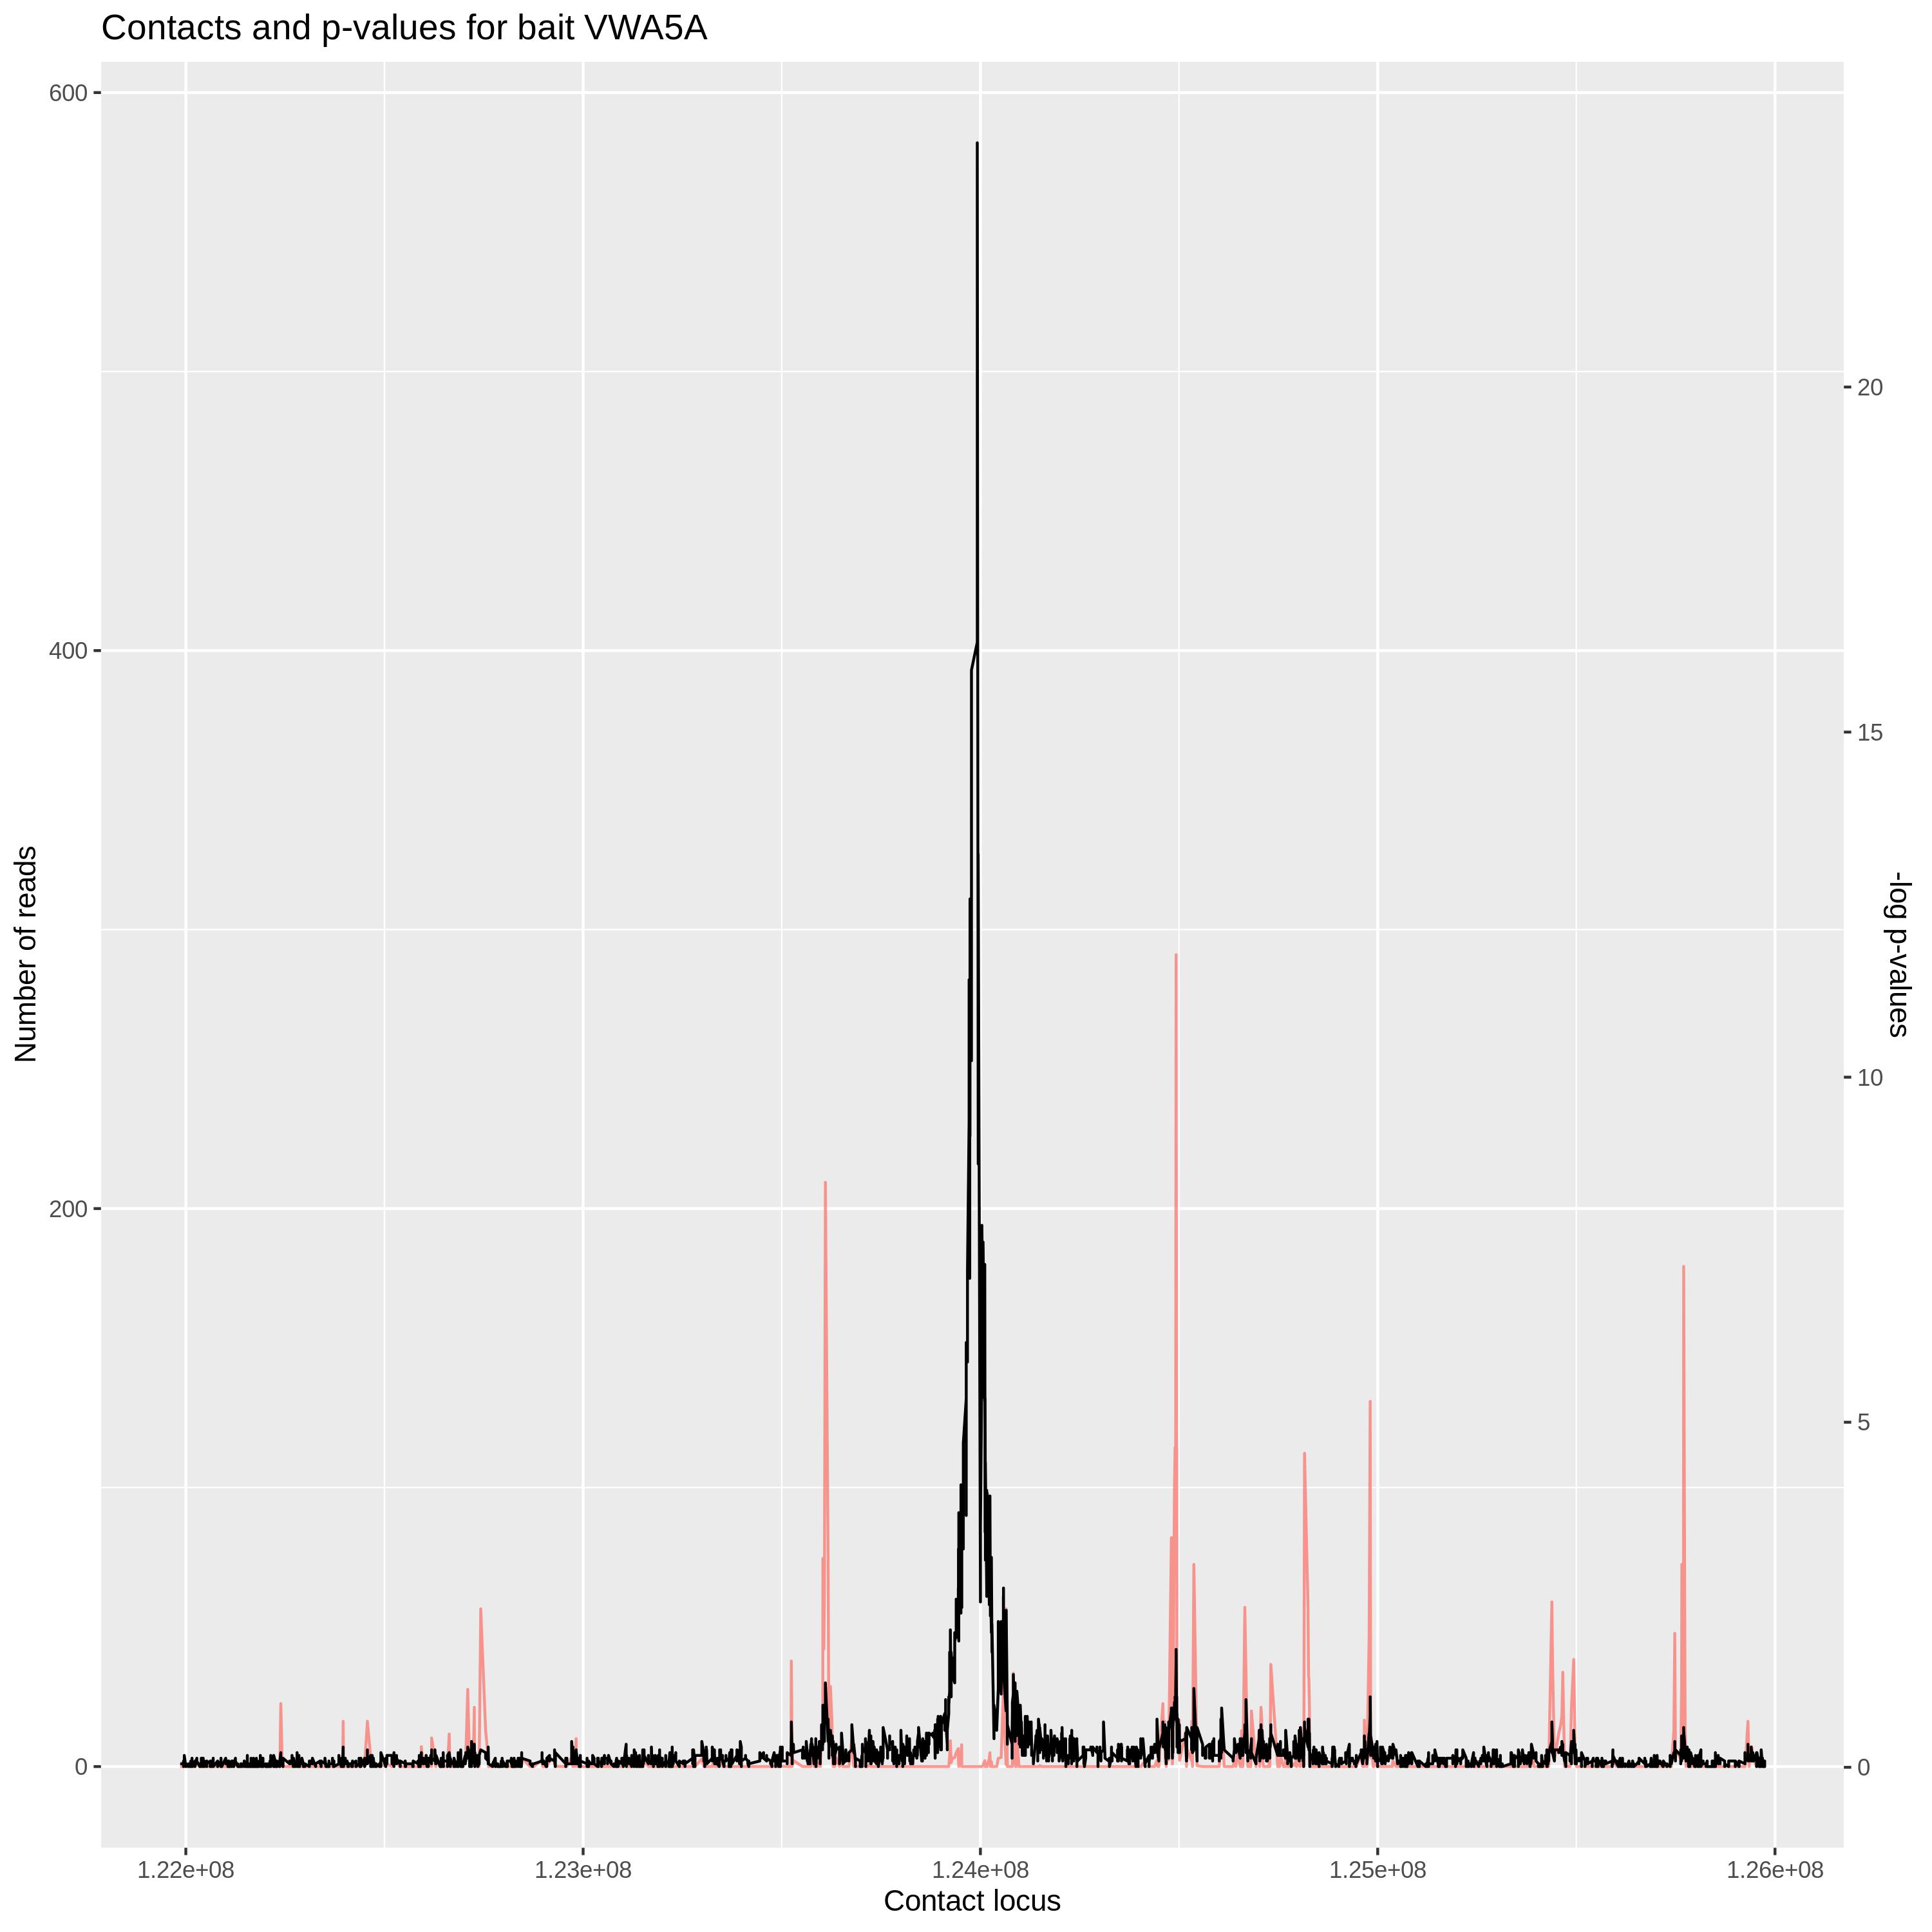 Contacts and p-values for bait VWA5A
600
400
200
0
Number of reads
20
15
10
5
0
-log p-values
1.22e+08
1.23e+08
1.24e+08
1.25e+08
1.26e+08
Contact locus